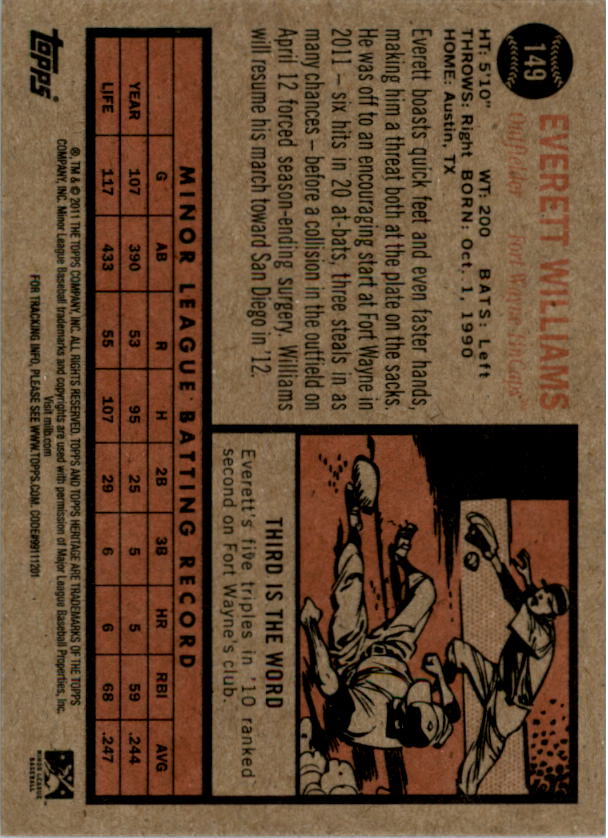 149
EVERETT WILLIAMS
Outfielder Fort Wayne TinCaps™
HT: 5'10" WT: 200 BATS: Left
THROWS: Right BORN: Oct. 1, 1990
HOME: Austin, TX
Everett boasts quick feet and even faster hands,
making him a threat both at the plate on the sacks.
He was off to an encouraging start at Fort Wayne in
2011 – six hits in 20 at-bats, three steals in as
many chances – before a collision in the outfield on
April 12 forced season-ending surgery. Williams
will resume his march toward San Diego in '12.
THIRD IS THE WORD
Everett's five triples in '10 ranked
second on Fort Wayne's club.
MINOR LEAGUE BATTING RECORD
YEAR G AB R H 2B 3B HR RBI AVG
107 390 53 95 25 5 5 59 .244
LIFE 117 433 55 107 29 6 6 68 .247
Topps®
®, TM & © 2011 THE TOPPS COMPANY, INC. ALL RIGHTS RESERVED. TOPPS AND TOPPS HERITAGE ARE TRADEMARKS OF THE TOPPS
COMPANY, INC. Minor League Baseball trademarks and copyrights are used with permission of Major League Baseball Properties, Inc.
Visit milb.com
FOR TRACKING INFO, PLEASE SEE WWW.TOPPS.COM. CODE#99111201
MINOR LEAGUE
BASEBALL